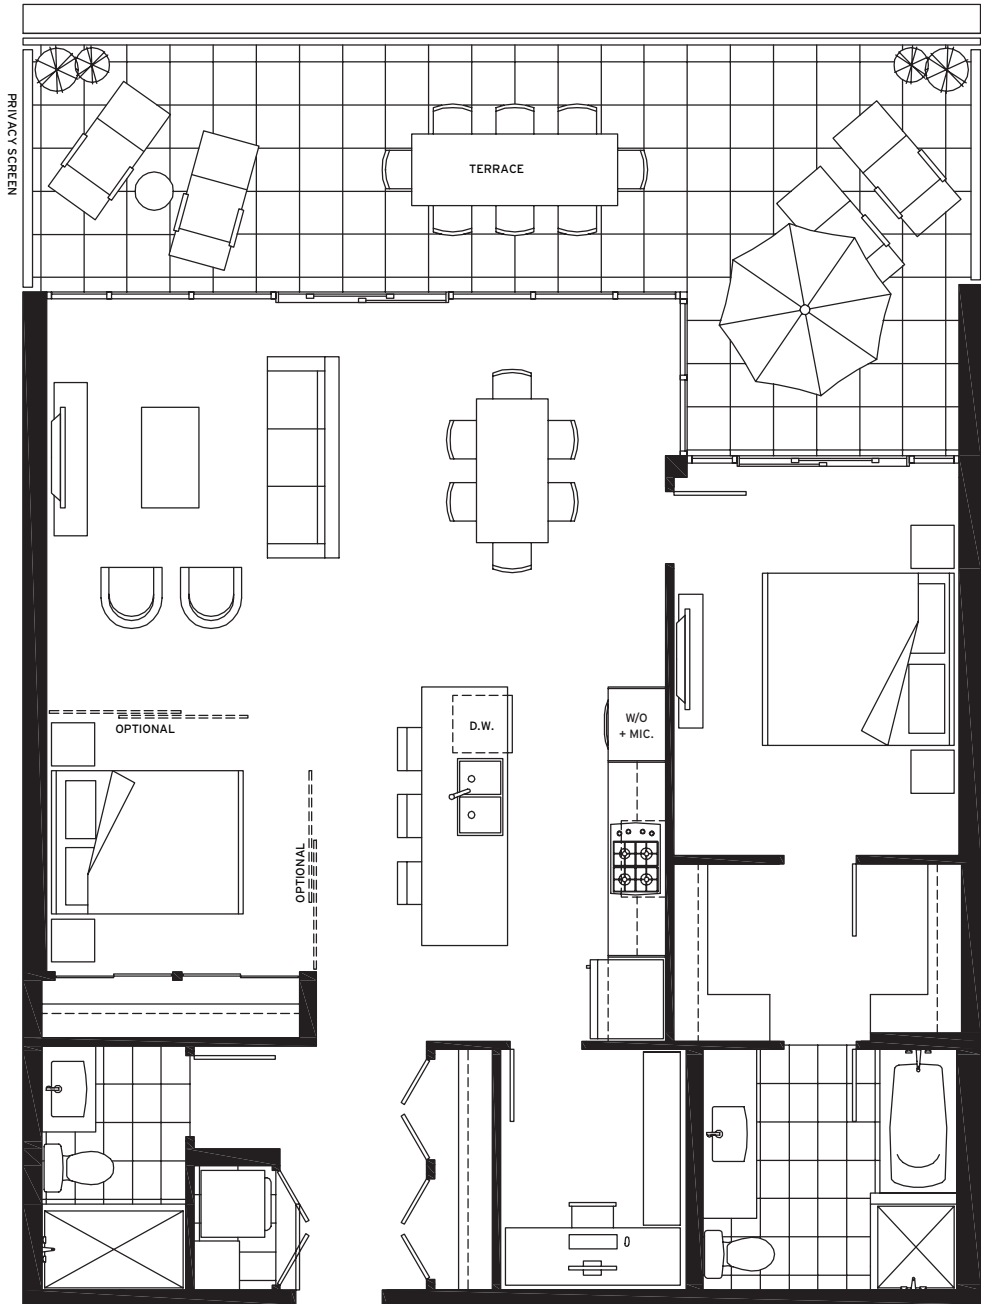 PRIVACY SCREEN
TERRACE
D.W.
W/O
+ MIC.
OPTIONAL
OPTIONAL